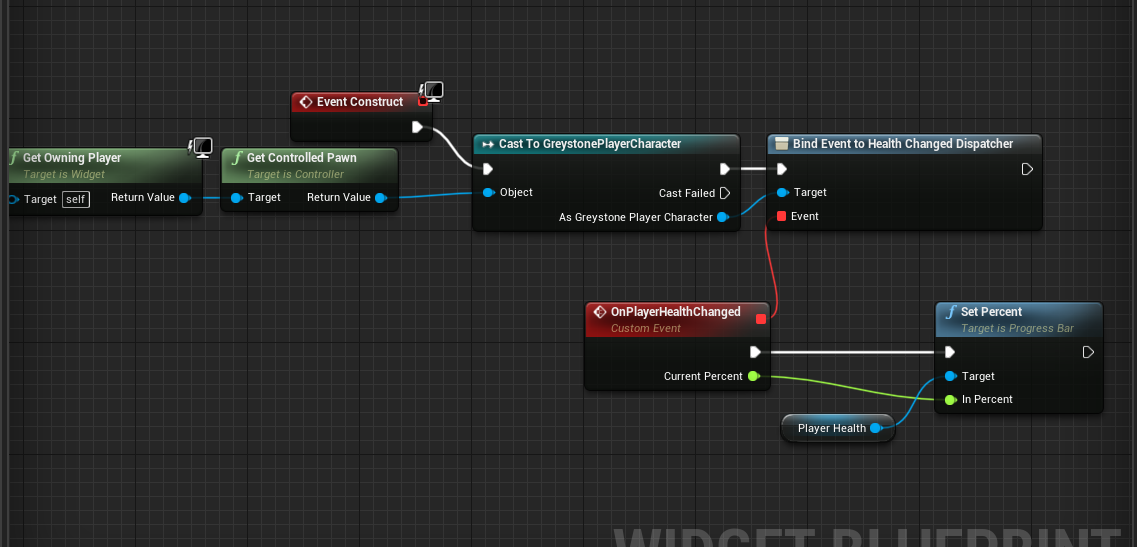 Event Construct
Get Owning Player
Target is Widget
Target self
Return Value
Get Controlled Pawn
Target is Controller
Target
Return Value
Cast To GreystonePlayerCharacter
Object
Cast Failed
As Greystone Player Character
Bind Event to Health Changed Dispatcher
Target
Event
OnPlayerHealthChanged
Custom Event
Current Percent
Player Health
Set Percent
Target is Progress Bar
Target
In Percent
WIDGET BLUEPRINT